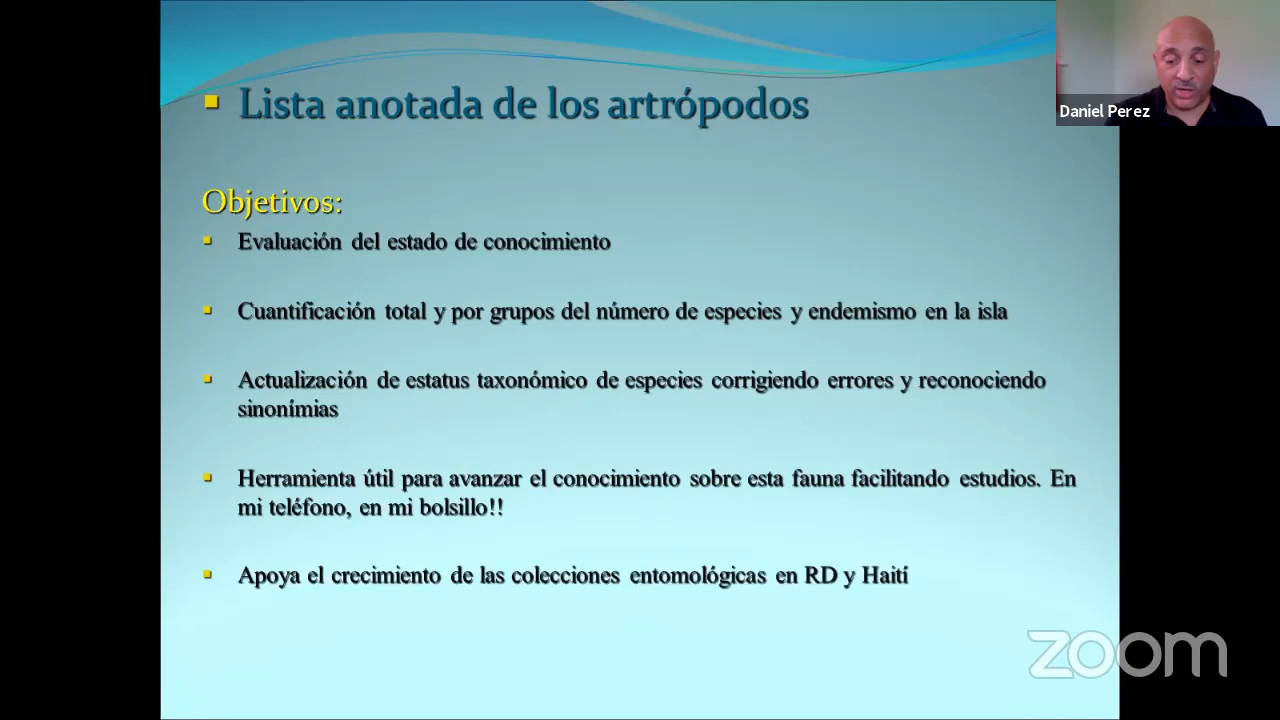 Lista anotada de los artrópodos
Daniel Perez
Objetivos:
Evaluación del estado de conocimiento
Cuantificación total y por grupos del número de especies y endemismo en la isla
Actualización de estatus taxonómico de especies corrigiendo errores y reconociendo
sinonímias
Herramienta útil para avanzar el conocimiento sobre esta fauna facilitando estudios. En
mi teléfono, en mi bolsillo!!
Apoya el crecimiento de las colecciones entomológicas en RD y Haití
zoom